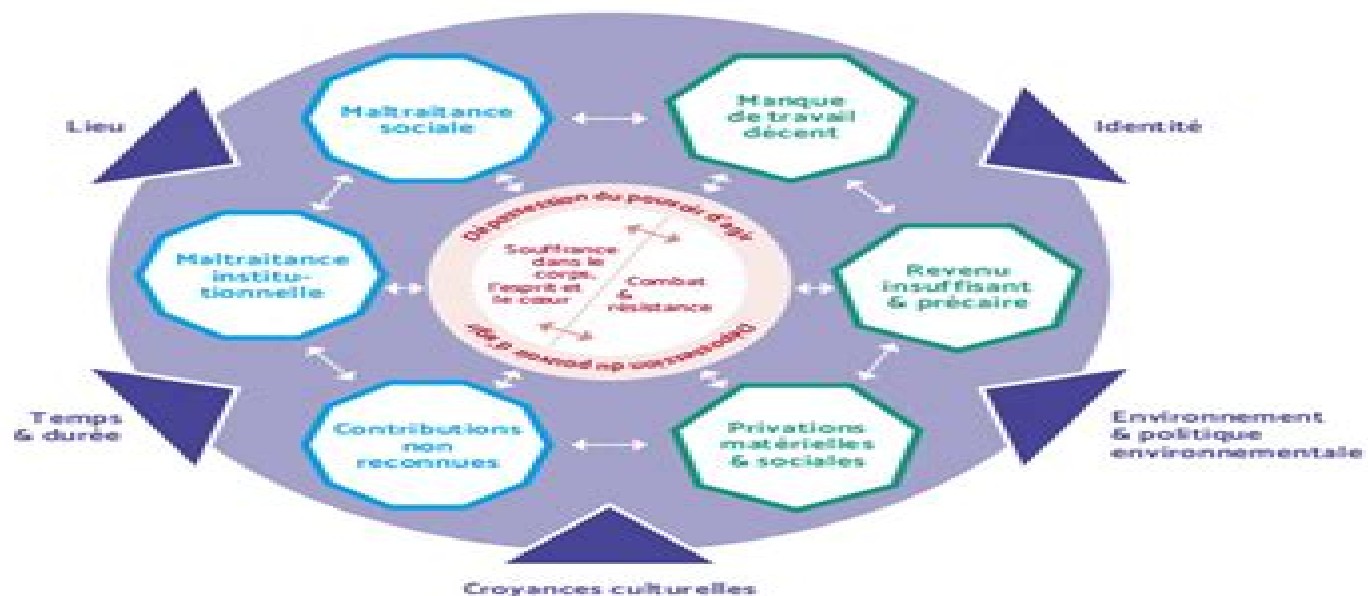 Maltraitance
sociale
Manque
de travail
décent
Lieu
Identité
Dépossession du pouvoir d'agir
Souffrance
dans le
corps,
l'esprit et
le cœur
Combat
&
résistance
Dépossession du pouvoir d'agir
Maltraitance
institu-
tionnelle
Revenu
insuffisant
& précaire
Temps
& durée
Contributions
non
reconnues
Privations
matérielles
& sociales
Environnement
& politique
environnementale
Croyances culturelles